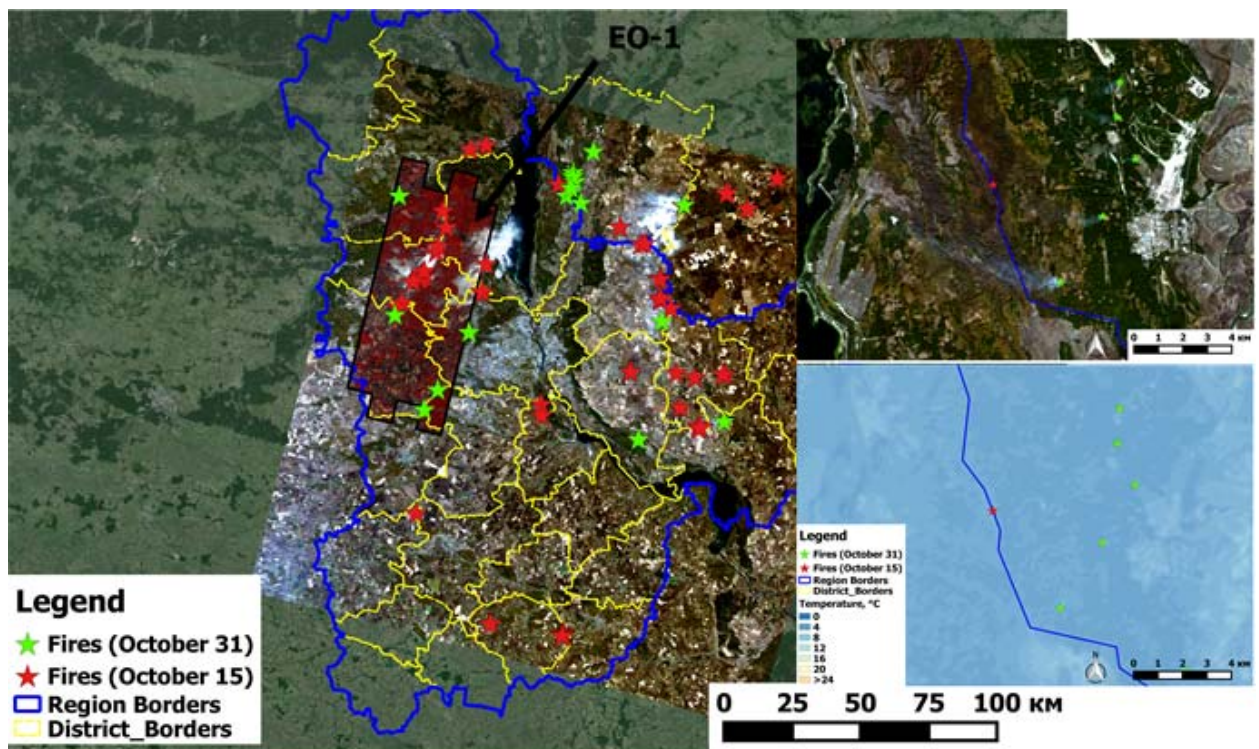 EO-1
0 1 2 3 4 км
Legend
Fires (October 31)
Fires (October 15)
Region Borders
District_Borders
0 25 50 75 100 км
Legend
Fires (October 31)
Fires (October 15)
Region Borders
District_Borders
Temperature, °C
0
4
8
12
16
20
>24
N
0 1 2 3 4 км